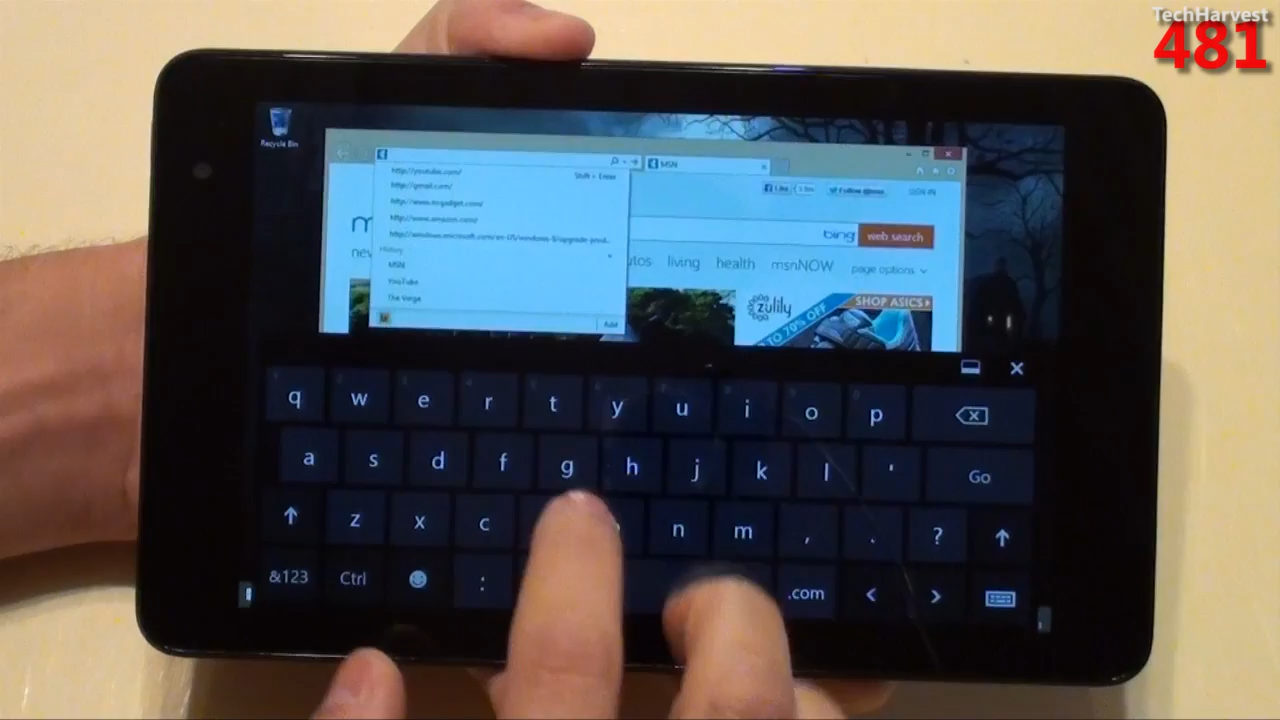 TechHarvest
481
Recycle Bin
MSN
http://youtube.com/
Shift + Enter
http://gmail.com/
Like
Follow @msn
SIGN IN
http://www.amazon.com/
m
bing
web search
History
MSN
living
health
msnNOW
page options
YouTube
The Verge
zulily
SHOP ASICS
TO 70% OFF
Add
q w e r t y u i o p
a s d f g h j k l ' Go
z x c n m , . ?
&123 Ctrl : .com < >